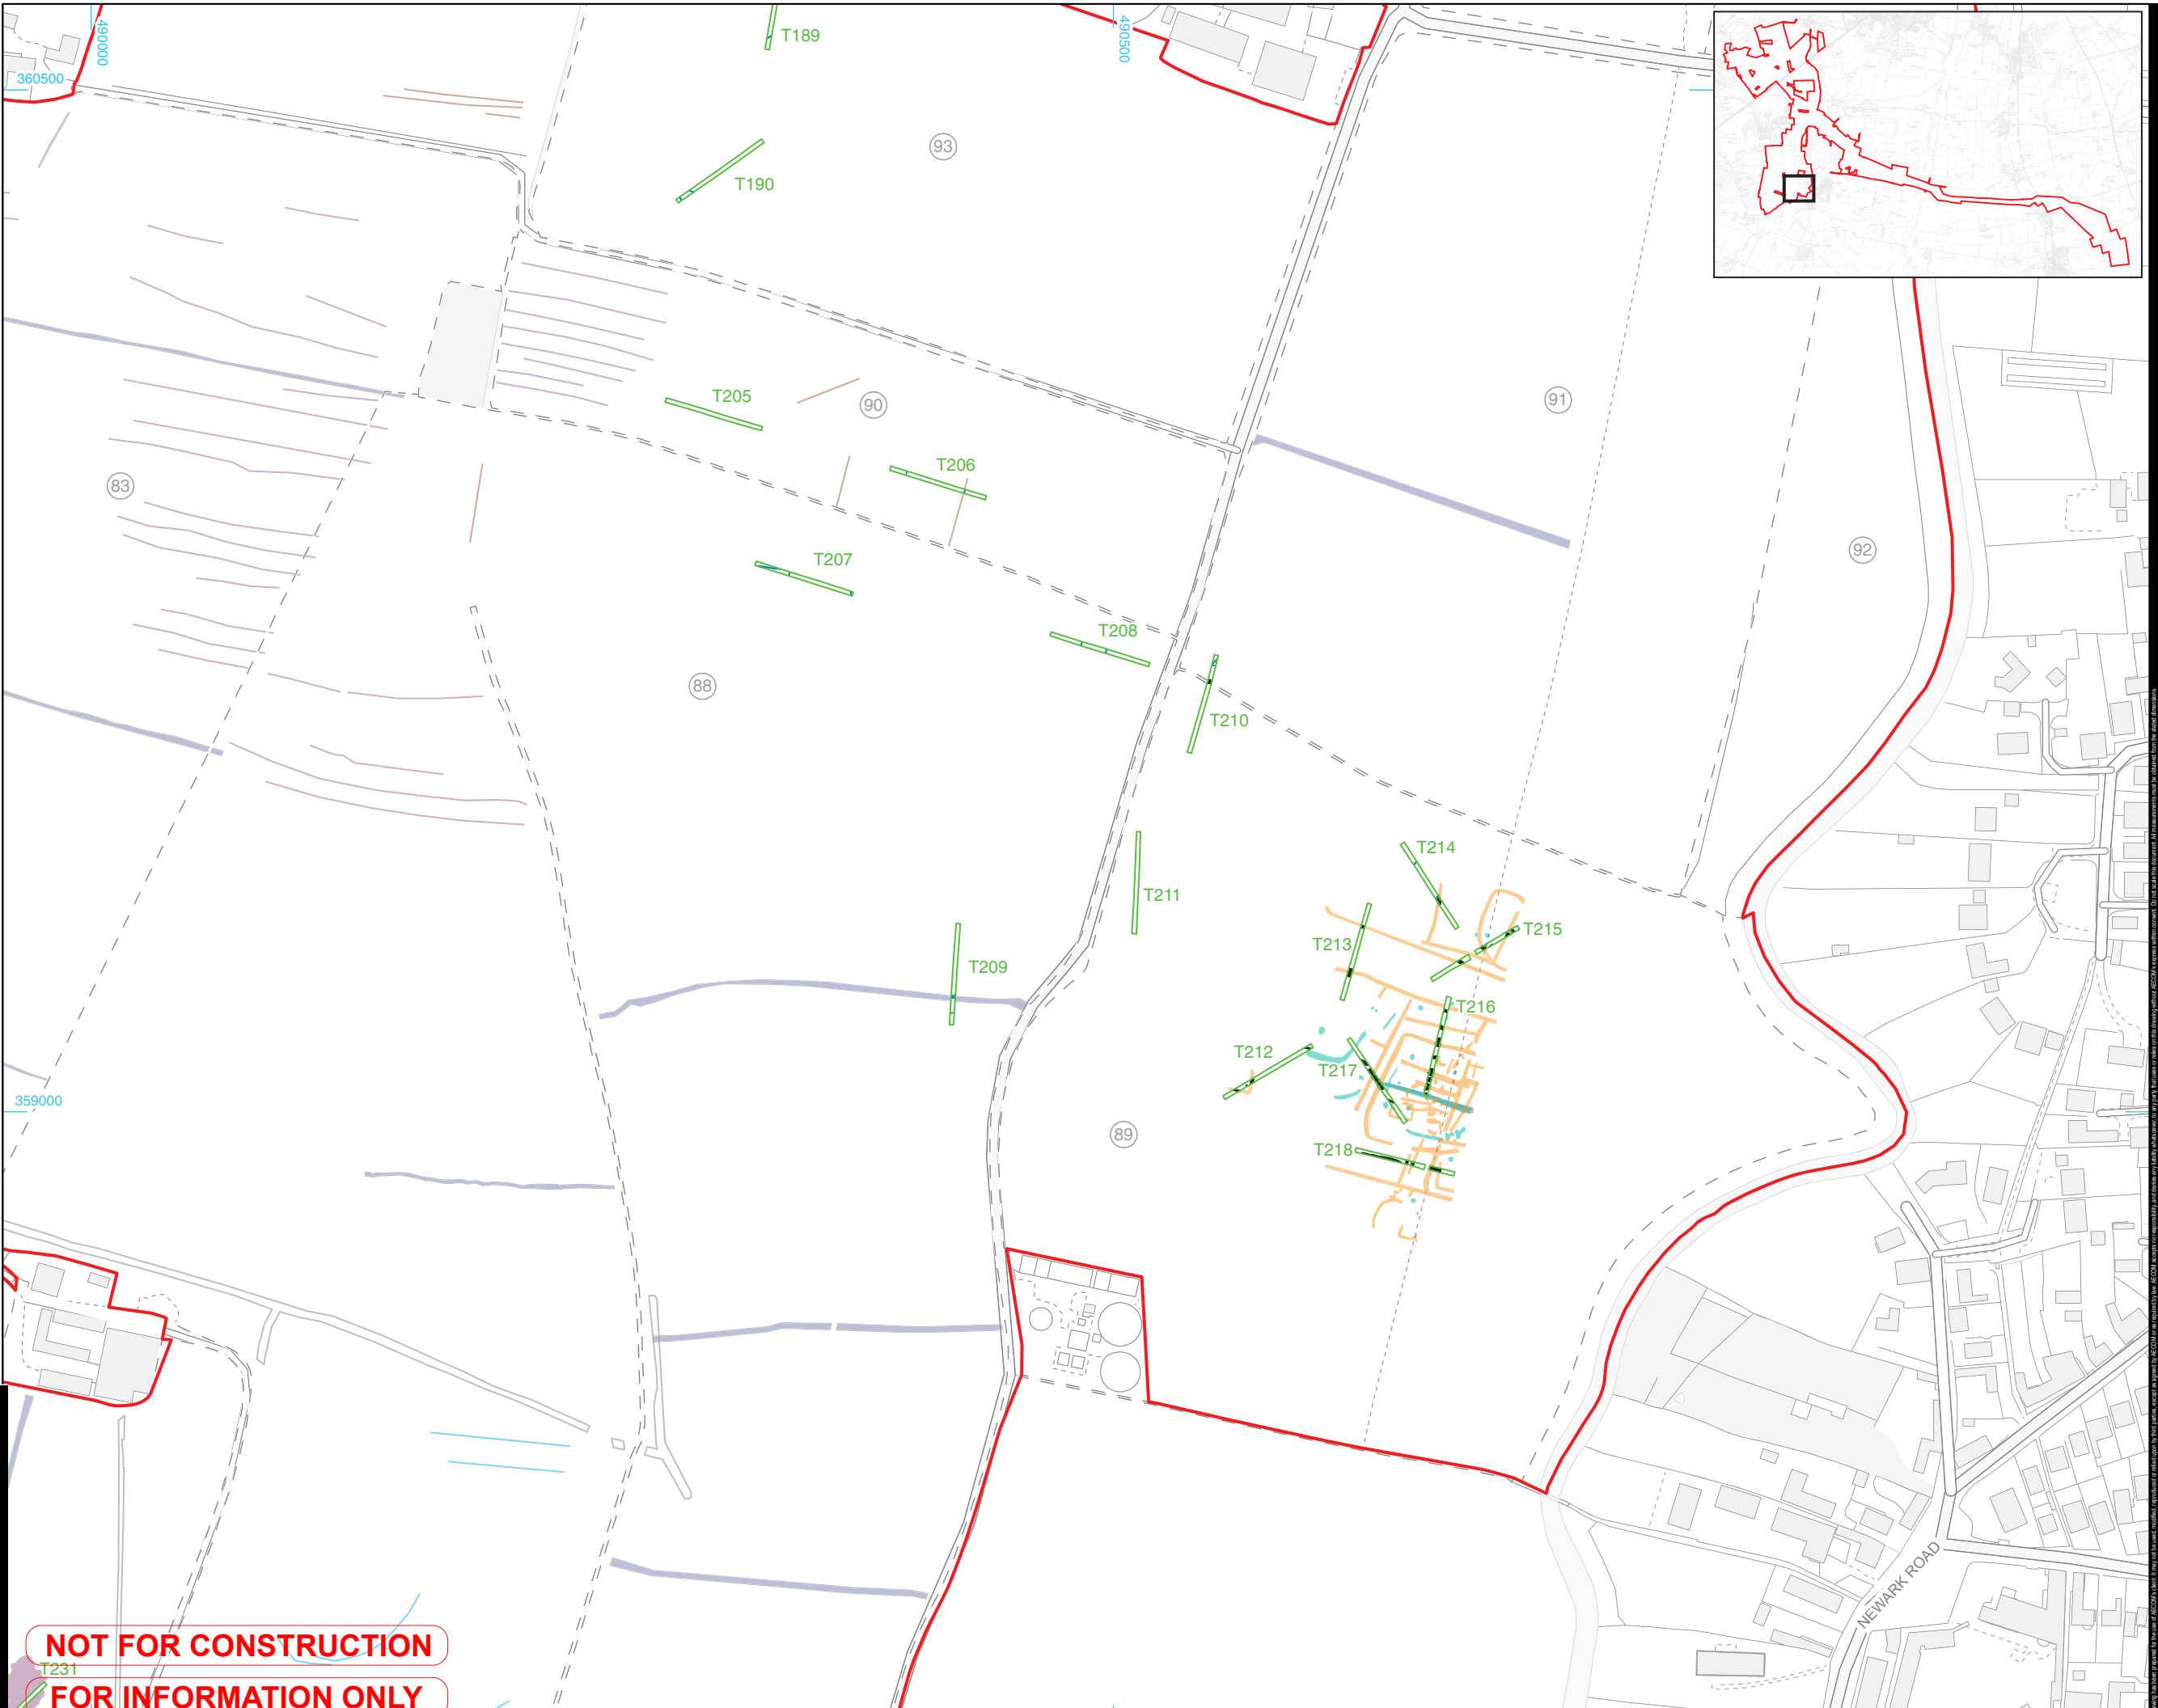 490000
T189
490500
360500
93
T190
T205
90
91
T206
83
92
T207
T208
88
T210
T214
T211
T215
T213
T209
T216
T212
T217
359000
89
T218
NEWARK ROAD
NOT FOR CONSTRUCTION
T231
FOR INFORMATION ONLY